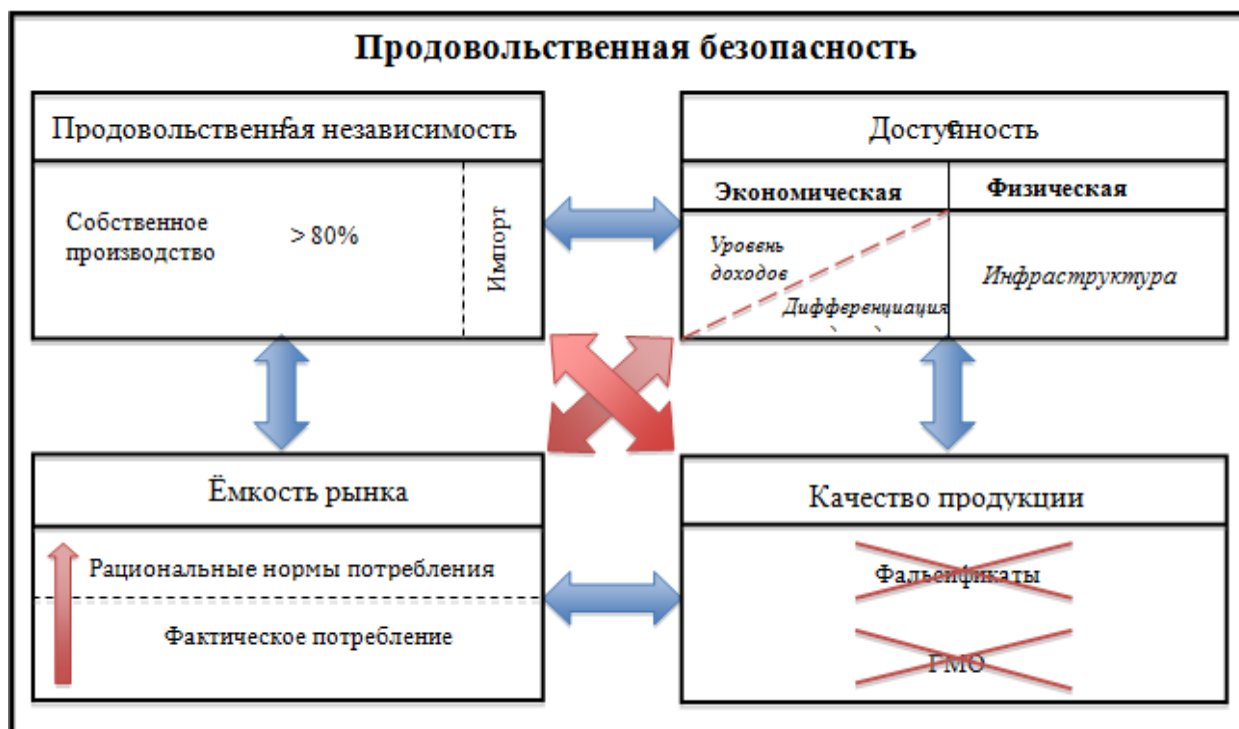 Продовольственная безопасность
Продовольственная независимость
Собственное
производство
> 80%
Импорт
Доступность
Экономическая
Физическая
Уровень
доходов
Дифференциация
Инфраструктура
Ёмкость рынка
Рациональные нормы потребления
Фактическое потребление
Качество продукции
Фальсификаты
ГМО